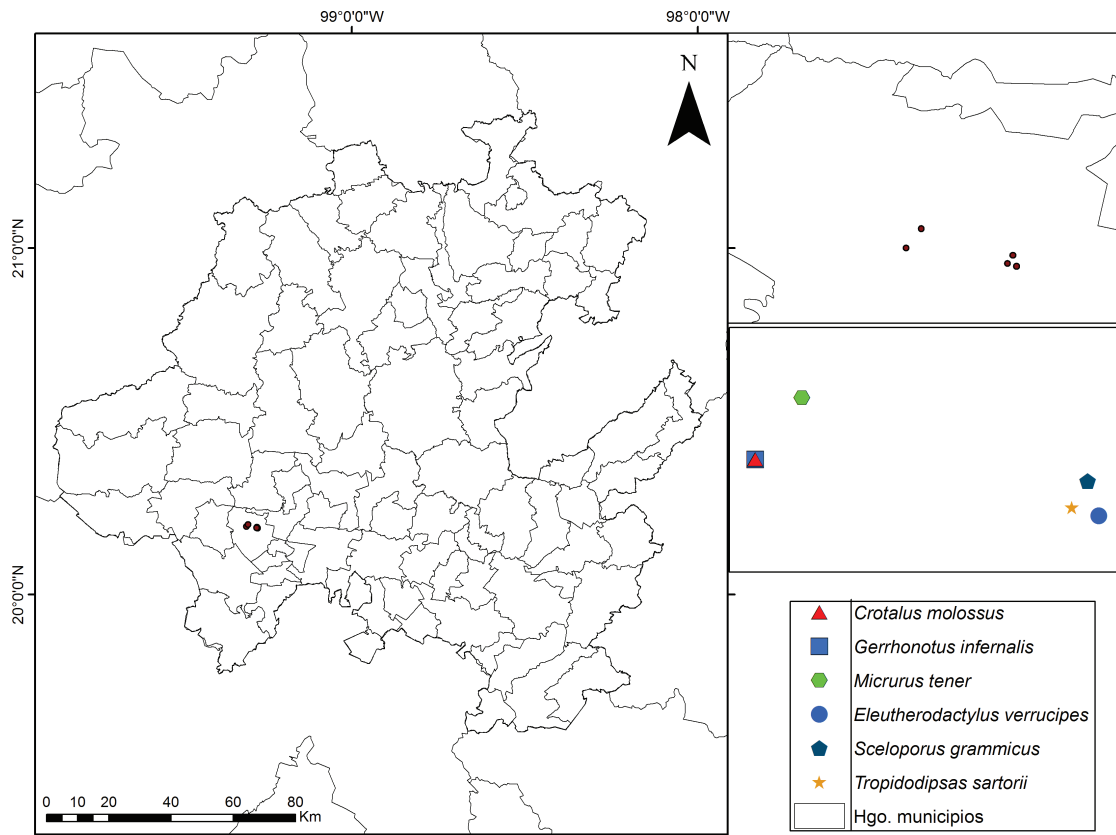 99°0'0"W
98°0'0"W
N
21°0'0"N
20°0'0"N
0 5 10 20 40 60 80
Km
Crotalus molossus
Gerrhonotus infernalis
Micrurus tener
Eleutherodactylus verrucipes
Sceloporus grammicus
Tropidodipsas sartorii
Hgo. municipios